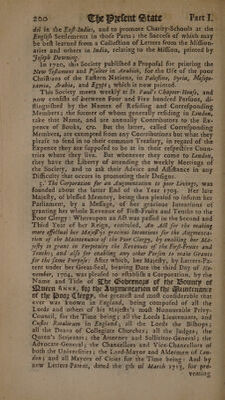 200 The Present State Part I.
del in the East-Indies, and to promote Charity-Schools at the
English Settlements in those Parts; the Success of which may
be best learned from a Collection of Letters from the Mission-
aries and others in India, relating to the Mission, printed by
Joseph Downing.
In 1720, this Society published a Proposal for printing the
New Testament and Psalter in Arabick, for the Use of the poor
Christians of the Eastern Nations, in Palestine, Syria, Mesopo-
tamia, Arabia, and Egypt; which is now printed.
This Society meets weekly at St. Paul's Chapter-House, and
now consists of between Four and Five hundred Persons, di-
stinguished by the Names of Residing and Corresponding
Members; the former of whom generally residing in London,
take that Name, and are annually Contributors to the Ex-
pence of Books, &c. But the latter, called Corresponding
Members, are exempted from any Contributions but what they
please to send in to their common Treasury, in regard of the
Expence they are supposed to be at in their respective Coun-
tries where they live. But whenever they come to London,
they have the Liberty of attending the weekly Meetings of
the Society, and to ask their Advice and Assistance in any
Difficulty that occurs in promoting their Designs.
5. The Corporation for an Augmentation to poor Livings, was
founded about the latter End of the Year 1703. Her late
Majesty, of blessed Memory, being then pleased to inform her
Parliament, by a Message, of her gracious Intentions of
granting her whole Revenue of First-Fruits and Tenths to the
Poor Clergy: Whereupon an Act was passed in the Second and
Third Year of her Reign, entituled, An Act for the making
more effectual her Majesty's gracious Intentions for the Augmenta-
tion of the Maintenance of the Poor Clergy, by enabling her Ma-
jesty to grant in Perpetuity the Revenues of the First-Fruits and
Tenths; and also for enabling any other Person to make Grants
for the same Purpose: After which, her Majesty, by Letters-Pa-
tent under her Great-Seal, bearing Date the third Day of No-
vember, 1704, was pleased to establish a Corporation, by the
Name and Title of The Governors of the Bounty of
Queen ANNE, for the Augmentation of the Maintenance
of the Poor Clergy, the greatest and most considerable that
ever was known in England, being composed of all the
Lords and others of his Majesty's most Honourable Privy-
Council, for the Time being; all the Lords Lieutenants, and
Custos Rotulorum in England; all the Lords the Bishops;
all the Deans of Collegiate Churches; all the Judges, the
Queen's Serjeants; the Attorney and Sollicitor-General; the
Advocate-General; the Chancellors and Vice-Chancellors of
both the Universities; the Lord-Mayor and Aldermen of Lon-
don; and all Mayors of Cities for the Time being: And by
new Letters-Patent, dated the 5th of March 1713, for pre-
venting